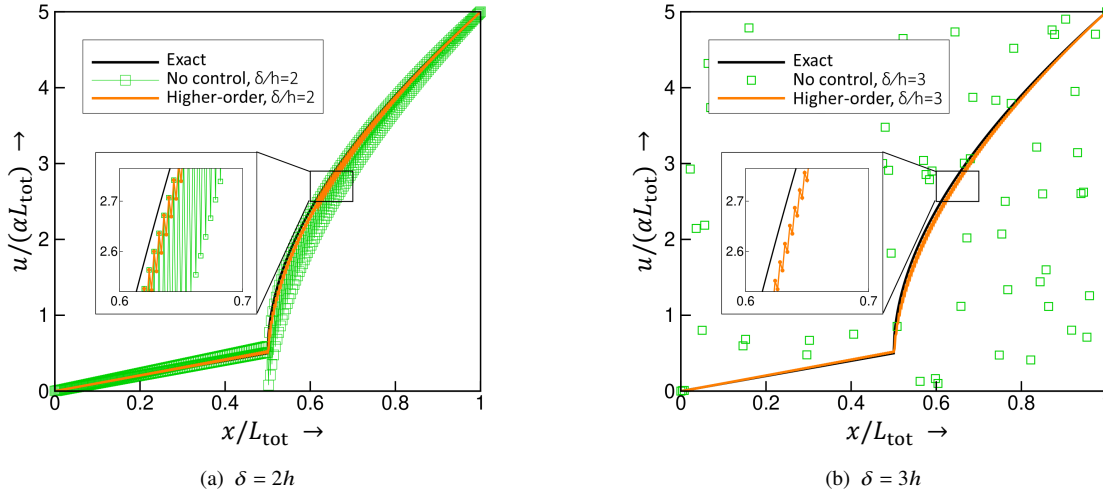 5
4
3
2
1
0
u/(αL_tot) →
Exact
No control, δ/h=2
Higher-order, δ/h=2
2.7
2.6
0.6
0.7
0
0.2
0.4
0.6
0.8
1
x/L_tot →
(a) δ = 2h
5
4
3
2
1
0
u/(αL_tot) →
Exact
No control, δ/h=3
Higher-order, δ/h=3
2.7
2.6
0.6
0.7
0
0.2
0.4
0.6
0.8
x/L_tot →
(b) δ = 3h